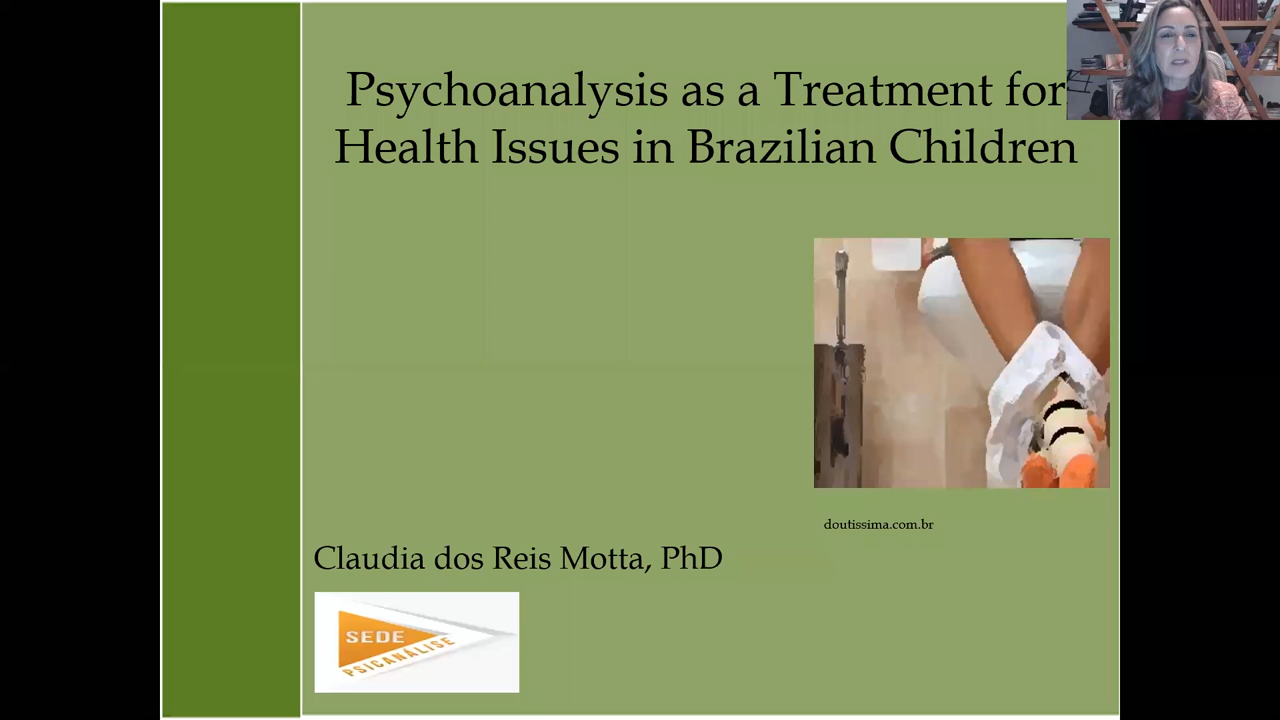 Psychoanalysis as a Treatment for
Health Issues in Brazilian Children
doutissima.com.br
Claudia dos Reis Motta, PhD
SEDE
PSICANÁLISE